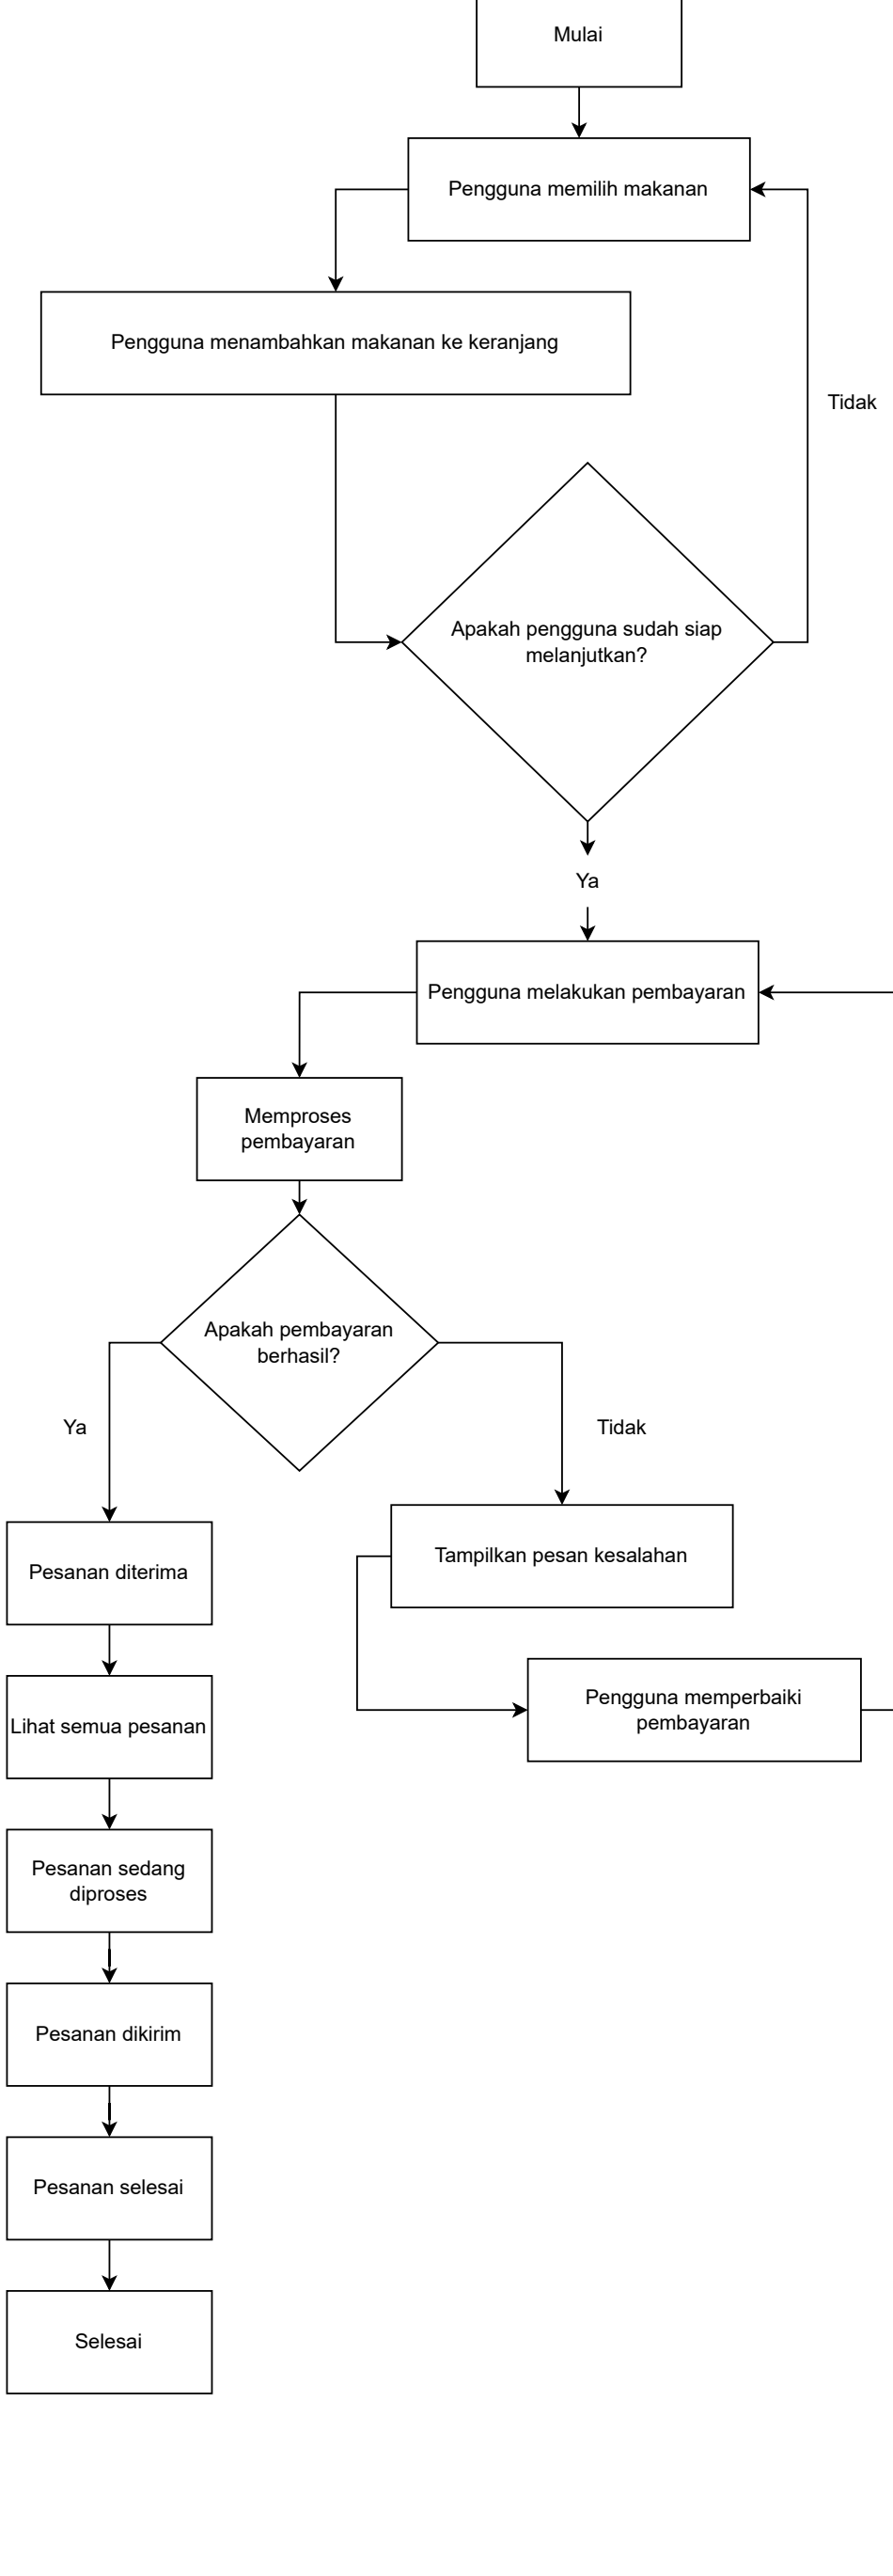 Mulai
Pengguna memilih makanan
Pengguna menambahkan makanan ke keranjang
Tidak
Apakah pengguna sudah siap
melanjutkan?
Ya
Pengguna melakukan pembayaran
Memproses
pembayaran
Apakah pembayaran
berhasil?
Ya
Tidak
Tampilkan pesan kesalahan
Pesanan diterima
Pengguna memperbaiki
pembayaran
Lihat semua pesanan
Pesanan sedang
diproses
Pesanan dikirim
Pesanan selesai
Selesai